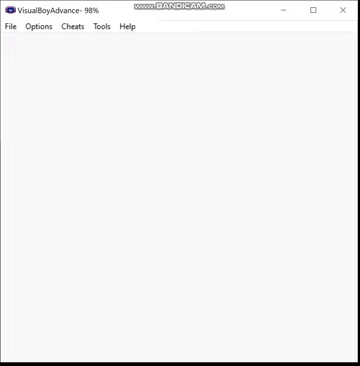 www.BANDICAM.com
VisualBoyAdvance- 98%
File Options Cheats Tools Help